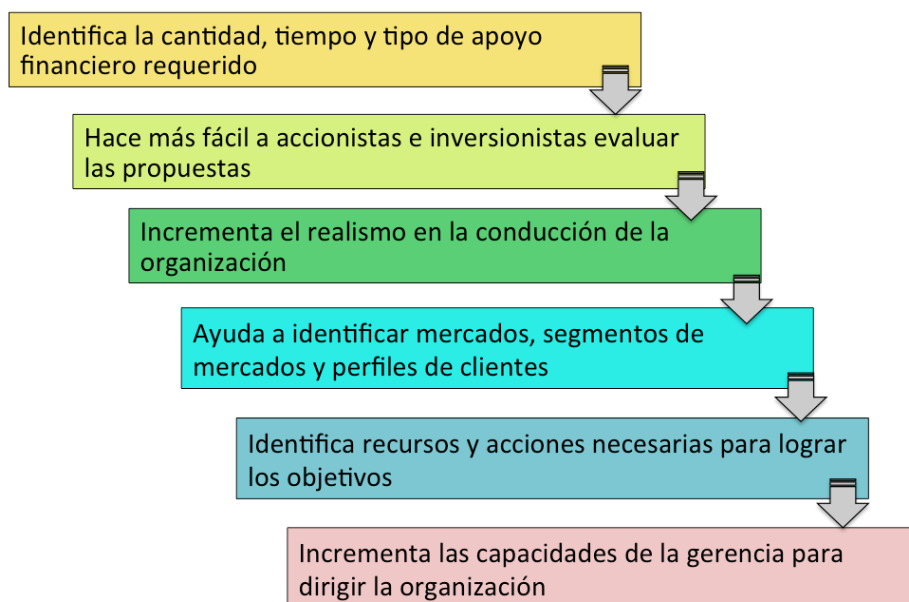 Identifica la cantidad, tiempo y tipo de apoyo
financiero requerido
Hace más fácil a accionistas e inversionistas evaluar
las propuestas
Incrementa el realismo en la conducción de la
organización
Ayuda a identificar mercados, segmentos de
mercados y perfiles de clientes
Identifica recursos y acciones necesarias para lograr
los objetivos
Incrementa las capacidades de la gerencia para
dirigir la organización